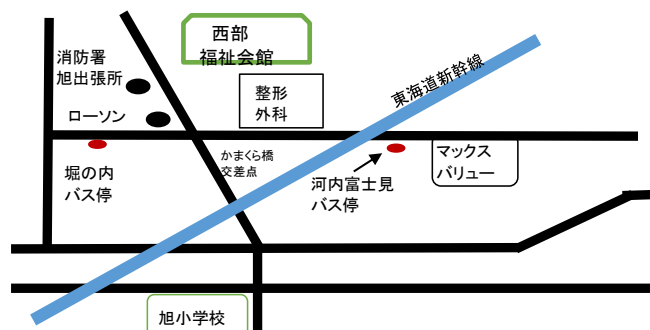 西部
福祉会館
消防署
旭出張所
東海道新幹線
整形
外科
ローソン
かまくら橋
交差点
マックス
バリュー
堀の内
バス停
河内富士見
バス停
旭小学校